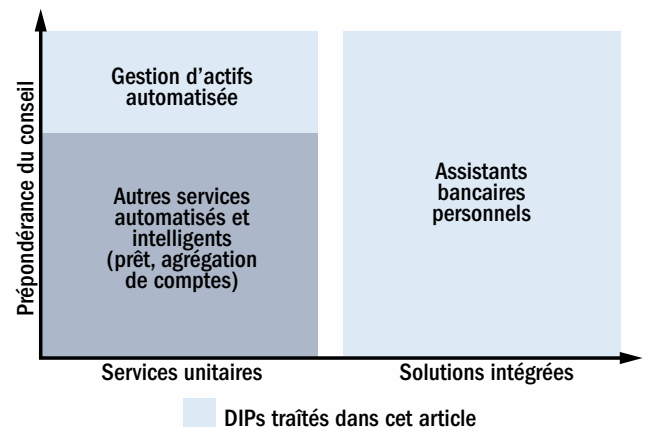 Prépondérance du conseil
Gestion d'actifs
automatisée
Autres services
automatisés et
intelligents
(prêt, agrégation
de comptes)
Assistants
bancaires
personnels
Services unitaires
Solutions intégrées
DIPs traîtés dans cet article